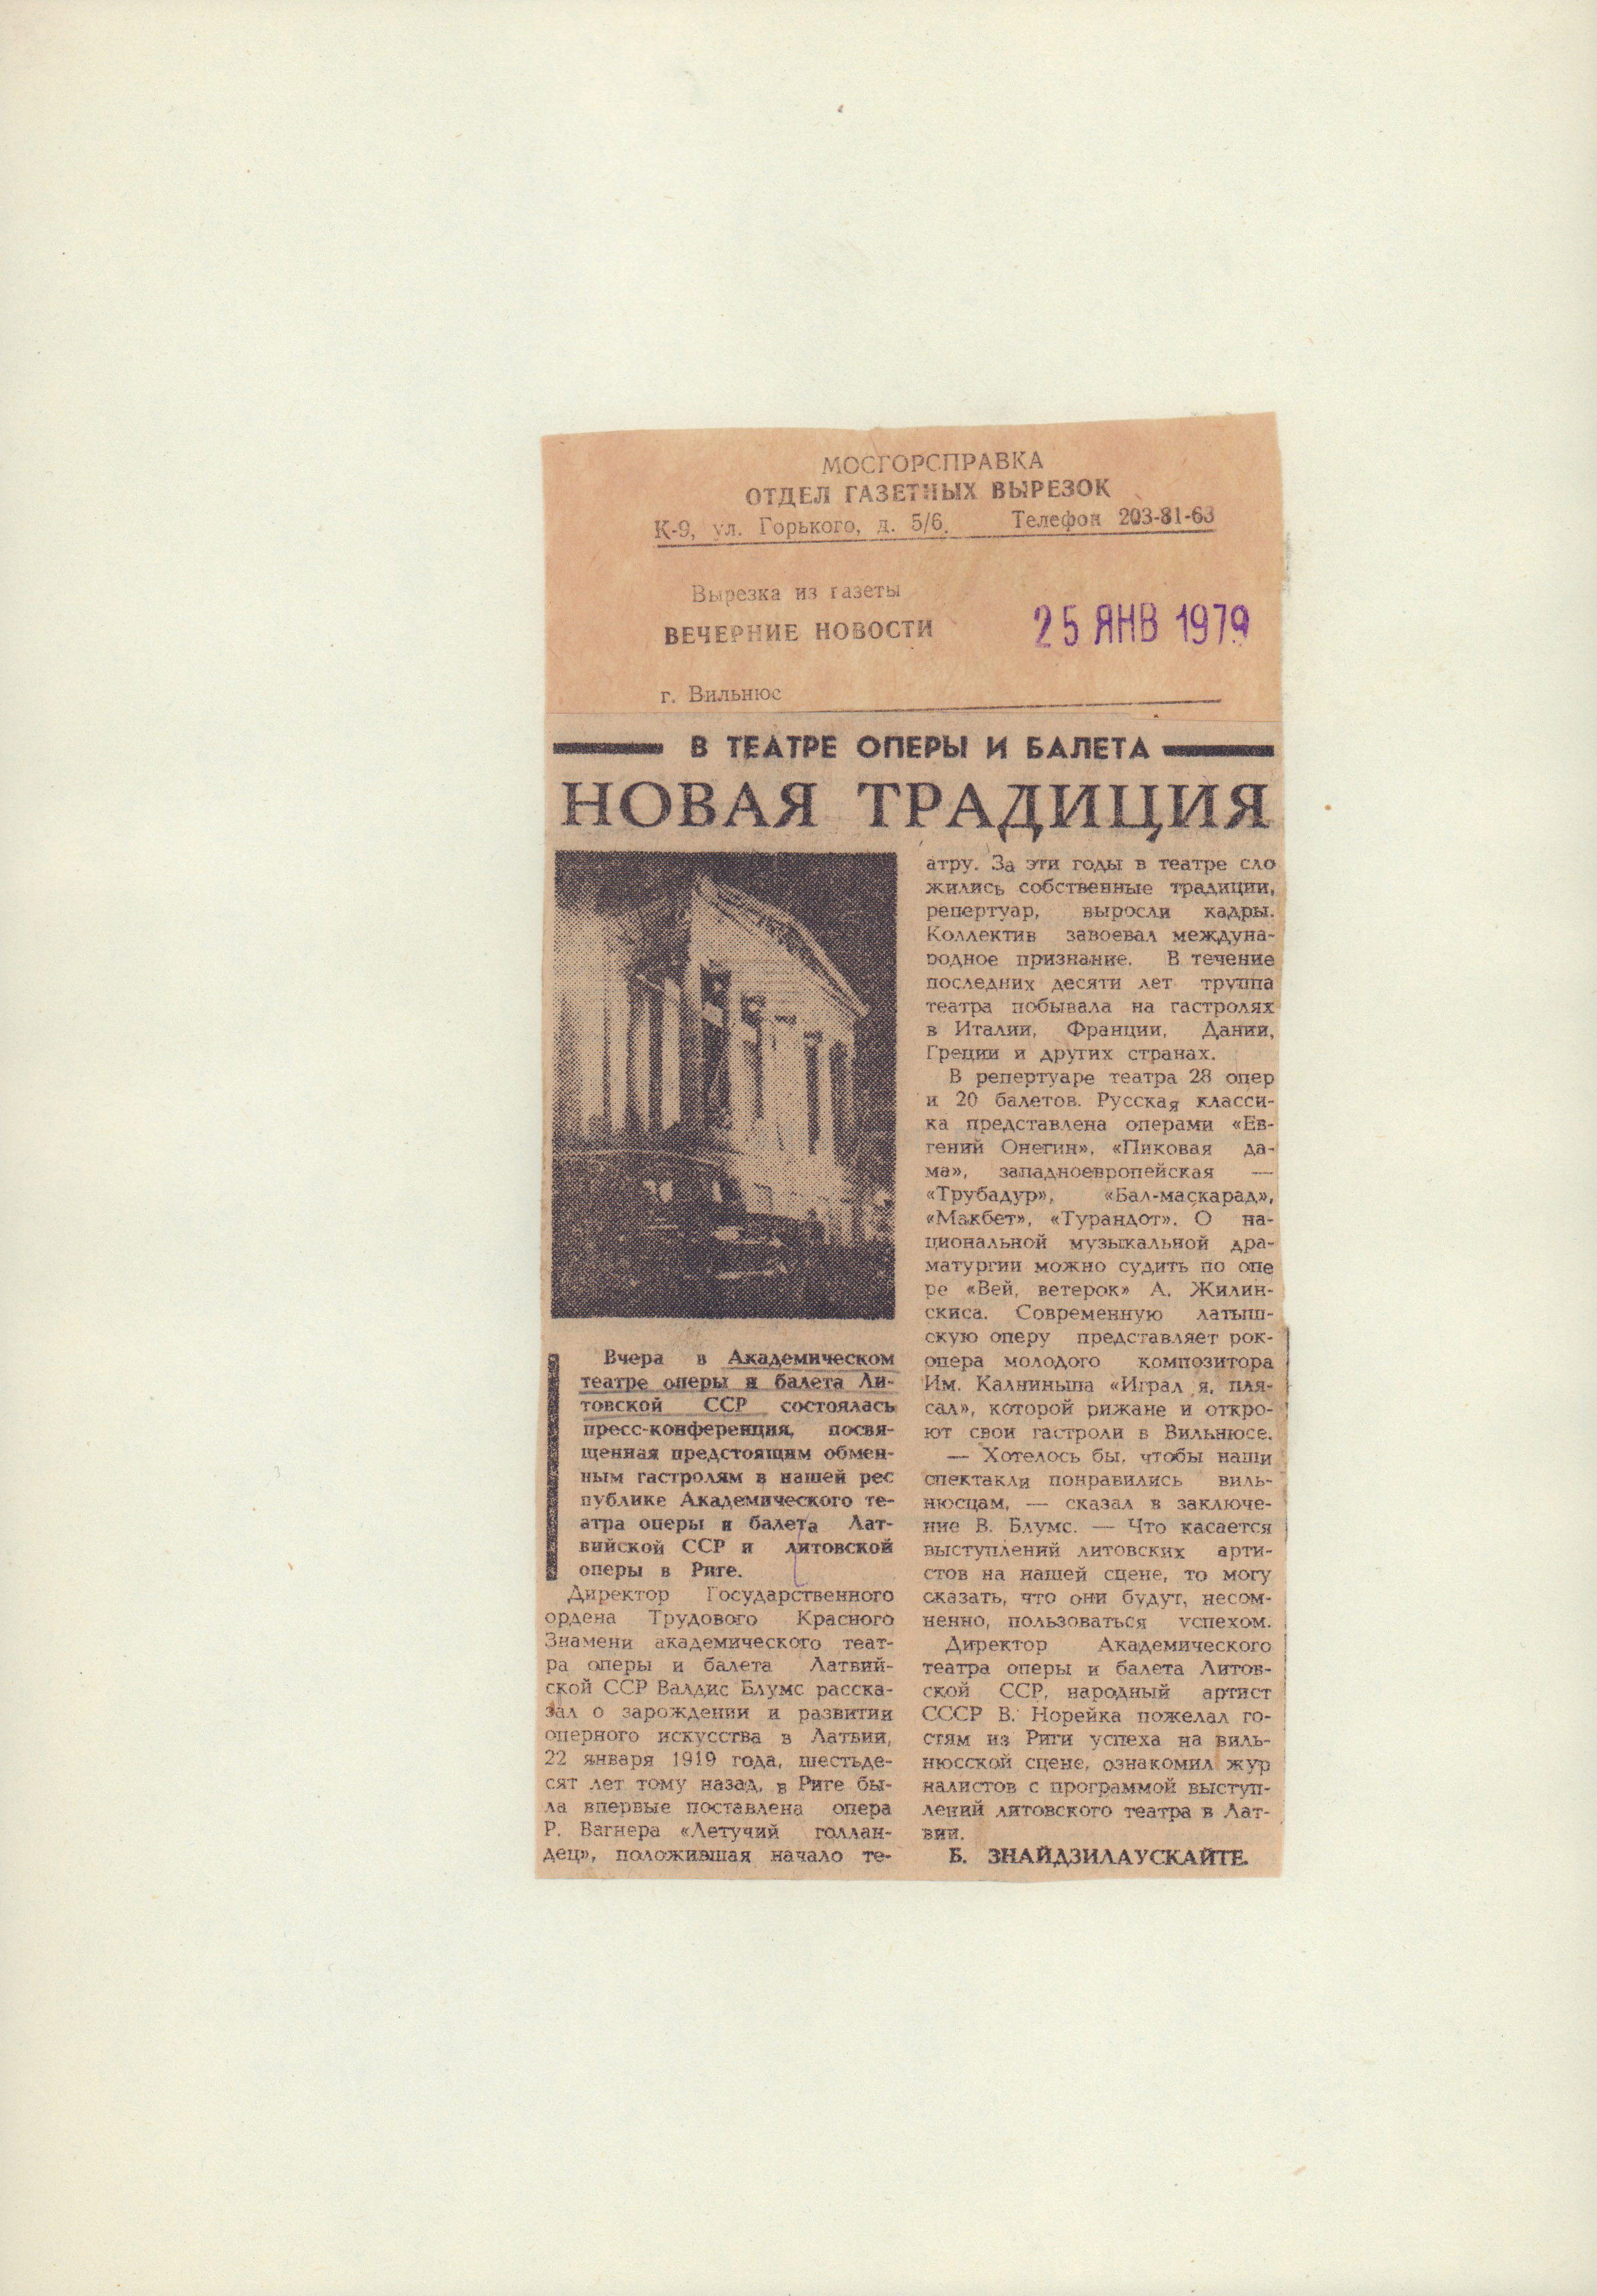 МОСГОРСПРАВКА
ОТДЕЛ ГАЗЕТНЫХ ВЫРЕЗОК
К-9, ул. Горького, д. 5/6. Телефон 203-81-63
Вырезка из газеты
ВЕЧЕРНИЕ НОВОСТИ
25 ЯНВ 1979
г. Вильнюс
В ТЕАТРЕ ОПЕРЫ И БАЛЕТА
НОВАЯ ТРАДИЦИЯ
Вчера в Академическом
театре оперы и балета Ли-
товской ССР состоялась
пресс-конференция, посвя-
щенная предстоящим обмен-
ным гастролям в нашей рес
публике Академического те-
атра оперы и балета Лат-
вийской ССР и литовской
оперы в Риге.
Директор Государственного
ордена Трудового Красного
Знамени академического теат-
ра оперы и балета Латвий-
ской ССР Валдис Блумс расска-
зал о зарождении и развитии
оперного искусства в Латвии,
22 января 1919 года, шестьде-
сят лет тому назад, в Риге бы-
ла впервые поставлена опера
Р. Вагнера «Летучий голлан-
дец», положившая начало те-
атру. За эти годы в театре сло
жились собственные традиции,
репертуар, выросли кадры.
Коллектив завоевал междуна-
родное признание. В течение
последних десяти лет труппа
театра побывала на гастролях
в Италии, Франции, Дании,
Греции и других странах.
В репертуаре театра 28 опер
и 20 балетов. Русская класси-
ка представлена операми «Ев-
гений Онегин», «Пиковая да-
ма», западноевропейская —
«Трубадур», «Бал-маскарад»,
«Макбет», «Турандот». О на-
циональной музыкальной дра-
матургии можно судить по опе
ре «Вей, ветерок» А. Жилин-
скиса. Современную латыш-
скую оперу представляет рок-
опера молодого композитора
Им. Калниньша «Играл я, пля-
сал», которой рижане и откро-
ют свои гастроли в Вильнюсе.
— Хотелось бы, чтобы наши
спектакли понравились виль-
нюсцам, — сказал в заключе-
ние В. Блумс. — Что касается
выступлений литовских арти-
стов на нашей сцене, то могу
сказать, что они будут, несом-
ненно, пользоваться успехом.
Директор Академического
театра оперы и балета Литов-
ской ССР, народный артист
СССР В. Норейка пожелал го-
стям из Риги успеха на виль-
нюсской сцене, ознакомил жур
налистов с программой выступ-
лений литовского театра в Лат-
вии.
Б. ЗНАЙДЗИЛАУСКАЙТЕ.